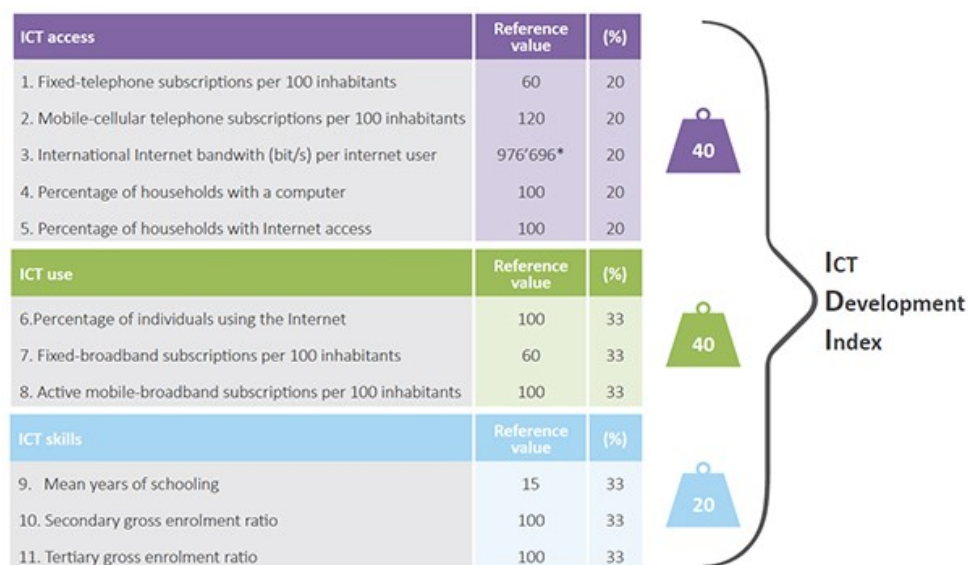 ICT access Reference value (%)
1. Fixed-telephone subscriptions per 100 inhabitants 60 20
2. Mobile-cellular telephone subscriptions per 100 inhabitants 120 20
3. International Internet bandwith (bit/s) per internet user 976’696* 20
4. Percentage of households with a computer 100 20
5. Percentage of households with Internet access 100 20
40
ICT use Reference value (%)
6.Percentage of individuals using the Internet 100 33
7. Fixed-broadband subscriptions per 100 inhabitants 60 33
8. Active mobile-broadband subscriptions per 100 inhabitants 100 33
40
ICT skills Reference value (%)
9. Mean years of schooling 15 33
10. Secondary gross enrolment ratio 100 33
11. Tertiary gross enrolment ratio 100 33
20
ICT
Development
Index